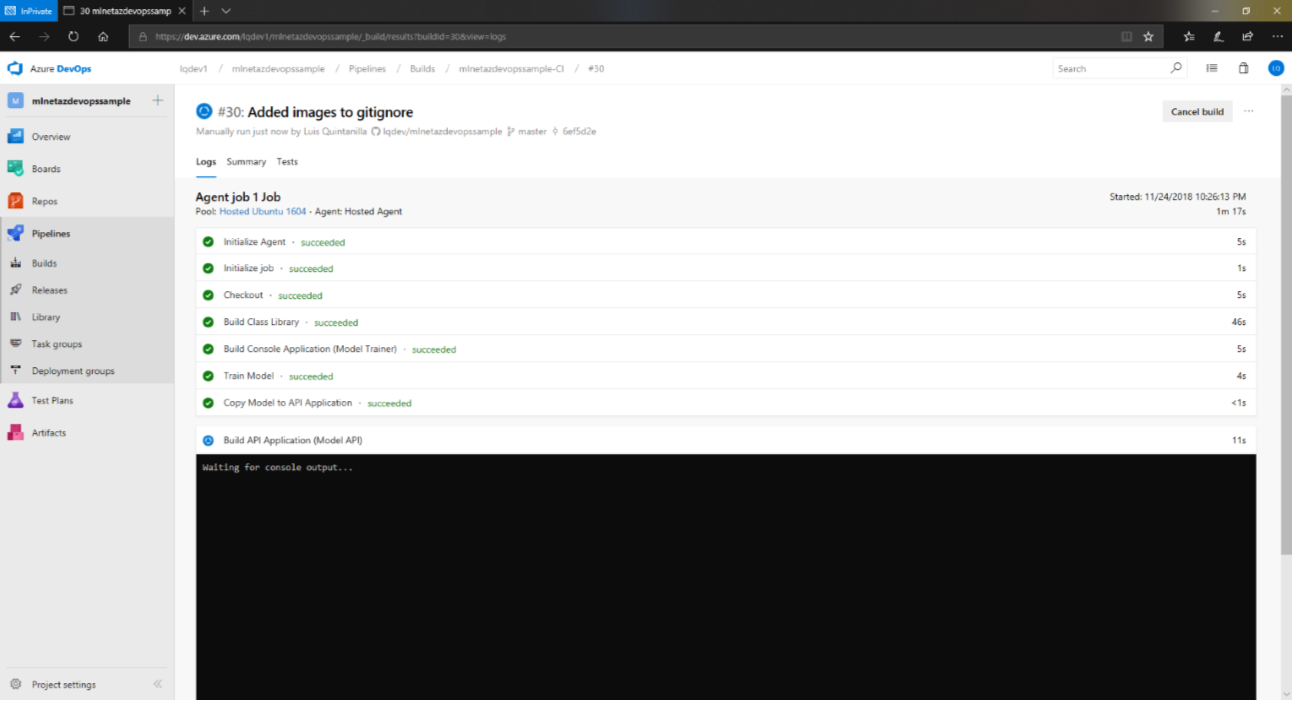 InPrivate
30 mlnetazdevopssamp
https://dev.azure.com/lqdev1/mlnetazdevopssample/_build/results?buildId=30&view=logs
Azure DevOps
lqdev1 / mlnetazdevopssample / Pipelines / Builds / mlnetazdevopssample-CI / #30
Search
LQ
M mlnetazdevopssample
Overview
Boards
Repos
Pipelines
Builds
Releases
Library
Task groups
Deployment groups
Test Plans
Artifacts
Project settings
#30: Added images to gitignore
Cancel build
Manually run just now by Luis Quintanilla lqdev/mlnetazdevopssample master 6ef5d2e
Logs Summary Tests
Agent job 1 Job
Started: 11/24/2018 10:26:13 PM
Pool: Hosted Ubuntu 1604 · Agent: Hosted Agent
1m 17s
Initialize Agent · succeeded 5s
Initialize job · succeeded 1s
Checkout · succeeded 5s
Build Class Library · succeeded 46s
Build Console Application (Model Trainer) · succeeded 5s
Train Model · succeeded 4s
Copy Model to API Application · succeeded <1s
Build API Application (Model API) 11s
Waiting for console output...